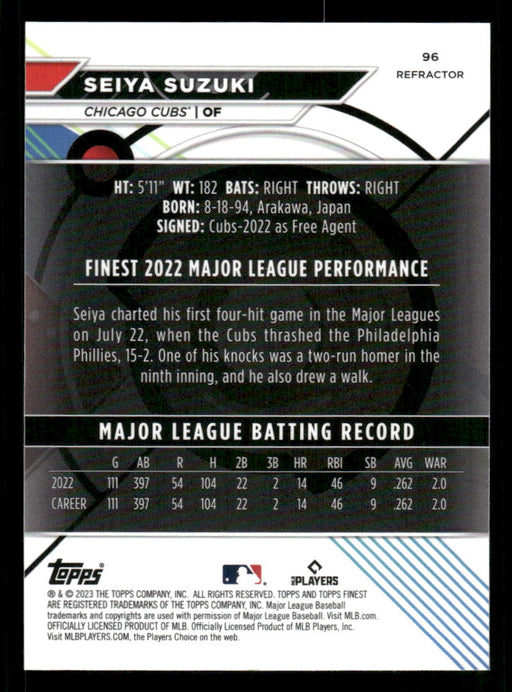 96
REFRACTOR
SEIYA SUZUKI
CHICAGO CUBS® | OF
HT: 5'11" WT: 182 BATS: RIGHT THROWS: RIGHT
BORN: 8-18-94, Arakawa, Japan
SIGNED: Cubs-2022 as Free Agent
FINEST 2022 MAJOR LEAGUE PERFORMANCE
Seiya charted his first four-hit game in the Major Leagues
on July 22, when the Cubs thrashed the Philadelphia
Phillies, 15-2. One of his knocks was a two-run homer in the
ninth inning, and he also drew a walk.
MAJOR LEAGUE BATTING RECORD
G AB R H 2B 3B HR RBI SB AVG WAR
2022 111 397 54 104 22 2 14 46 9 .262 2.0
CAREER 111 397 54 104 22 2 14 46 9 .262 2.0
Topps
MLB PLAYERS
® & © 2023 THE TOPPS COMPANY, INC. ALL RIGHTS RESERVED. TOPPS AND TOPPS FINEST
ARE REGISTERED TRADEMARKS OF THE TOPPS COMPANY, INC. Major League Baseball
trademarks and copyrights are used with permission of Major League Baseball. Visit MLB.com.
OFFICIALLY LICENSED PRODUCT OF MLB. Officially Licensed Product of MLB Players, Inc.
Visit MLBPLAYERS.COM, the Players Choice on the web.